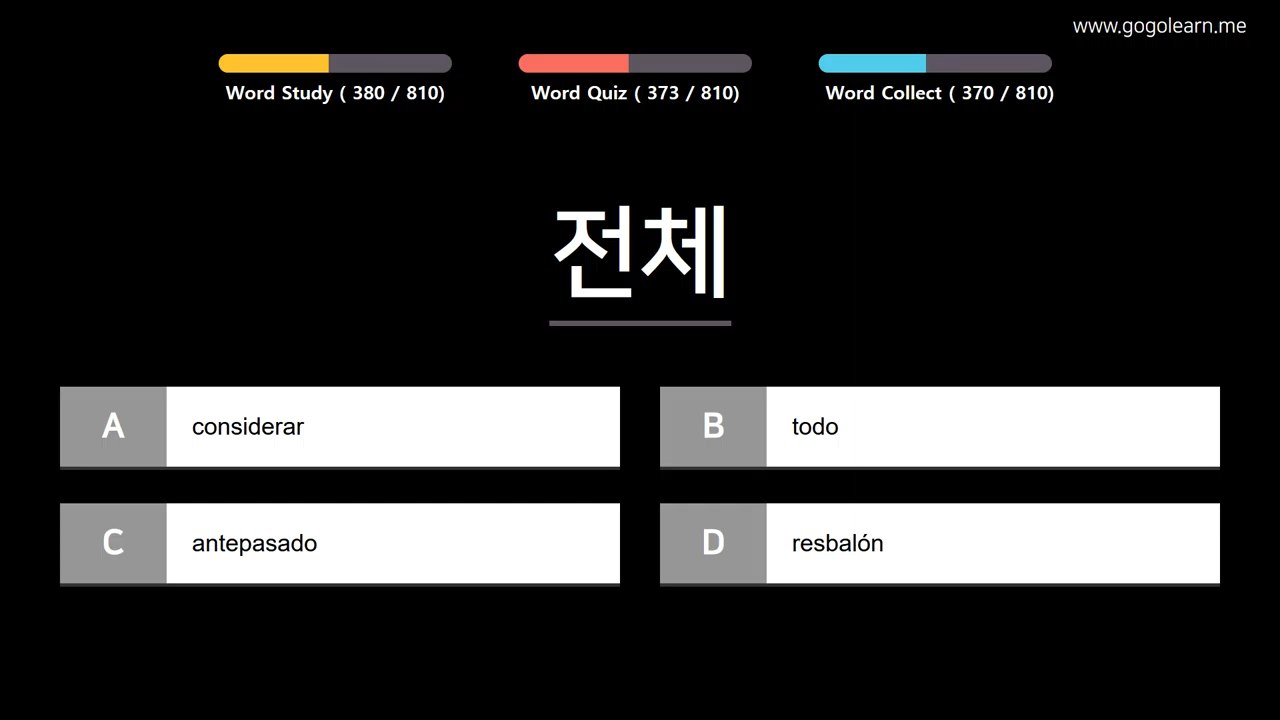 www.gogolearn.me
Word Study ( 380 / 810)
Word Quiz ( 373 / 810)
Word Collect ( 370 / 810)
전체
A considerar
B todo
C antepasado
D resbalón